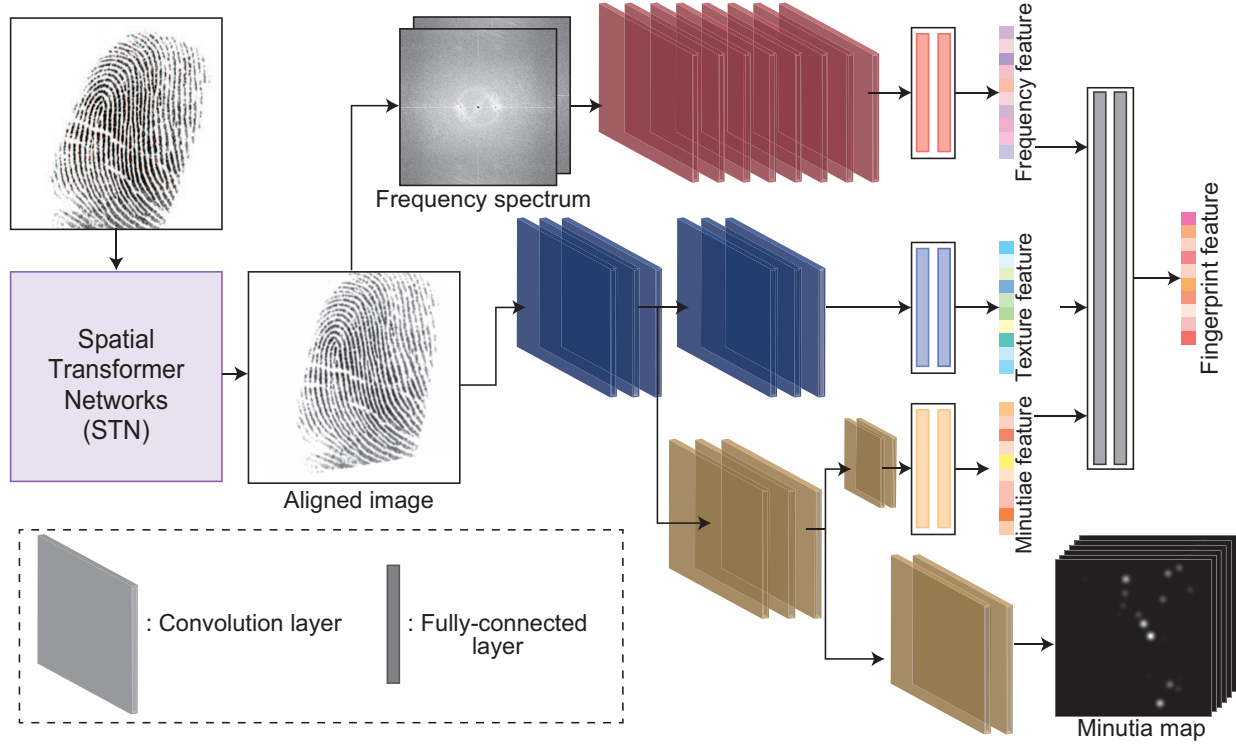 Frequency spectrum
Frequency feature
Spatial
Transformer
Networks
(STN)
Aligned image
Texture feature
Minutiae feature
Fingerprint feature
: Convolution layer
: Fully-connected
layer
Minutia map